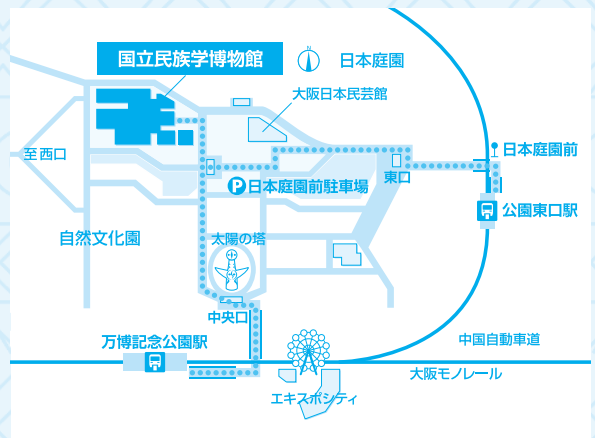 国立民族学博物館
N
日本庭園
大阪日本民芸館
至西口
日本庭園前
東口
P日本庭園前駐車場
公園東口駅
自然文化園
太陽の塔
中央口
万博記念公園駅
中国自動車道
大阪モノレール
エキスポシティ